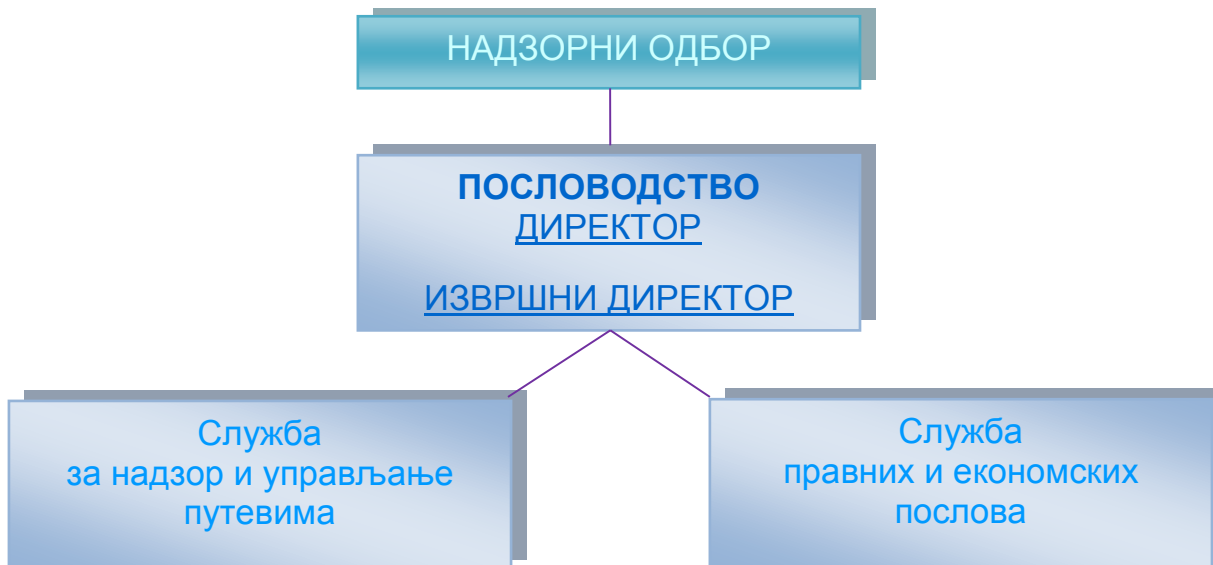 НАДЗОРНИ ОДБОР
ПОСЛОВОДСТВО
ДИРЕКТОР
ИЗВРШНИ ДИРЕКТОР
Служба
за надзор и управљање
путевима
Служба
правних и економских
послова